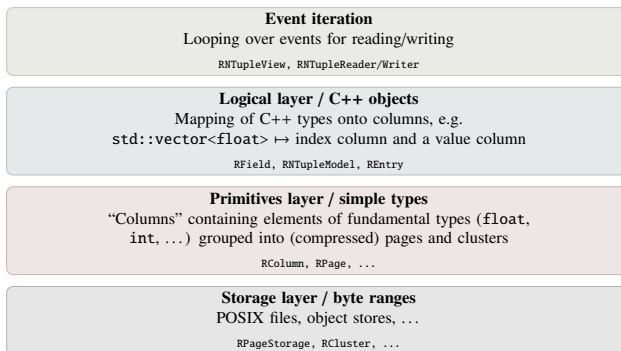 Event iteration
Looping over events for reading/writing
RNTupleView, RNTupleReader/Writer
Logical layer / C++ objects
Mapping of C++ types onto columns, e.g.
std::vector<float> ↦ index column and a value column
RField, RNTupleModel, REntry
Primitives layer / simple types
“Columns” containing elements of fundamental types (float,
int, ...) grouped into (compressed) pages and clusters
RColumn, RPage, ...
Storage layer / byte ranges
POSIX files, object stores, ...
RPageStorage, RCluster, ...